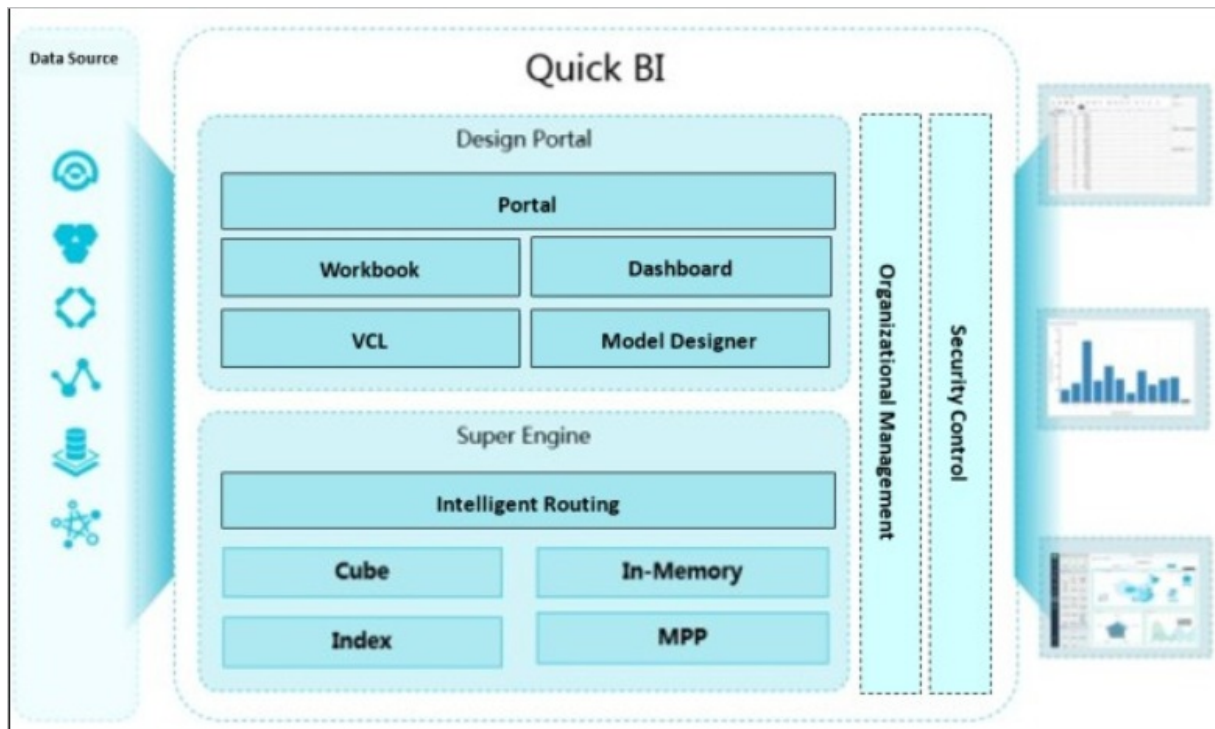 Data Source
Quick BI
Design Portal
Portal
Workbook
Dashboard
VCL
Model Designer
Super Engine
Intelligent Routing
Cube
In-Memory
Index
MPP
Organizational Management
Security Control